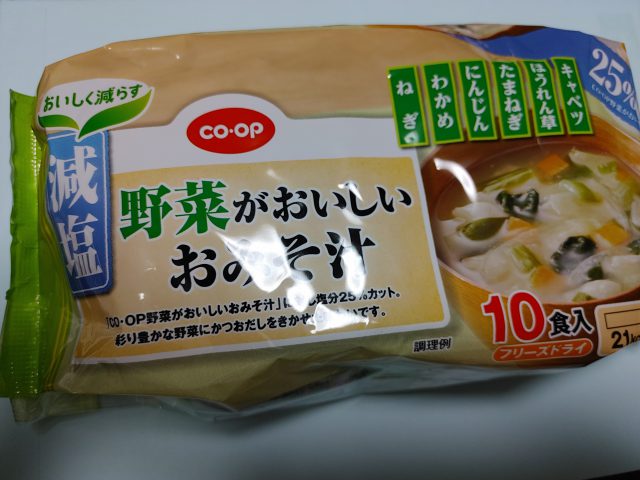 おいしく減らす
減塩
CO·OP
野菜がおいしい
おみそ汁
「CO·OP野菜がおいしおみそ汁」に 塩分25%カット。
彩り豊かな野菜にかつおだしをきかせ です。
キャベツ
ほうれん草
たまねぎ
にんじん
わかめ
ねぎ
25%
10食入
フリーズドライ
調理例
21